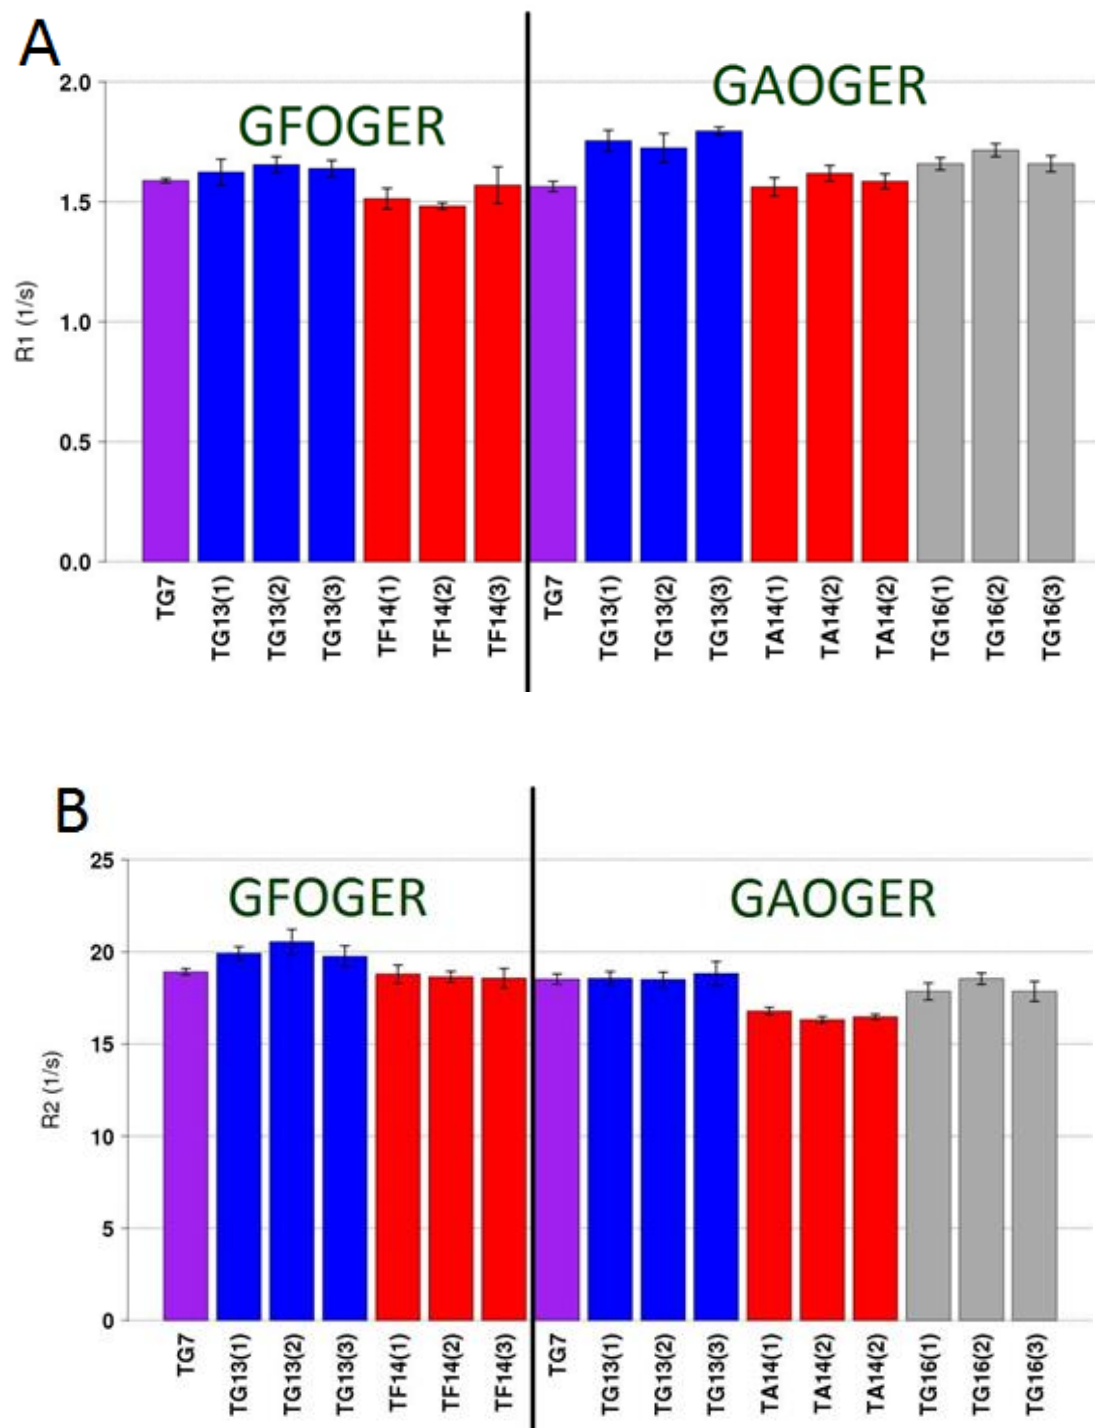 A
GFOGER
GAOGER
R1 (1/s)
2.0
1.5
1.0
0.5
0.0
TG7
TG13(1)
TG13(2)
TG13(3)
TF14(1)
TF14(2)
TF14(3)
TG7
TG13(1)
TG13(2)
TG13(3)
TA14(1)
TA14(2)
TA14(2)
TG16(1)
TG16(2)
TG16(3)
B
GFOGER
GAOGER
R2 (1/s)
25
20
15
10
5
0
TG7
TG13(1)
TG13(2)
TG13(3)
TF14(1)
TF14(2)
TF14(3)
TG7
TG13(1)
TG13(2)
TG13(3)
TA14(1)
TA14(2)
TA14(2)
TG16(1)
TG16(2)
TG16(3)